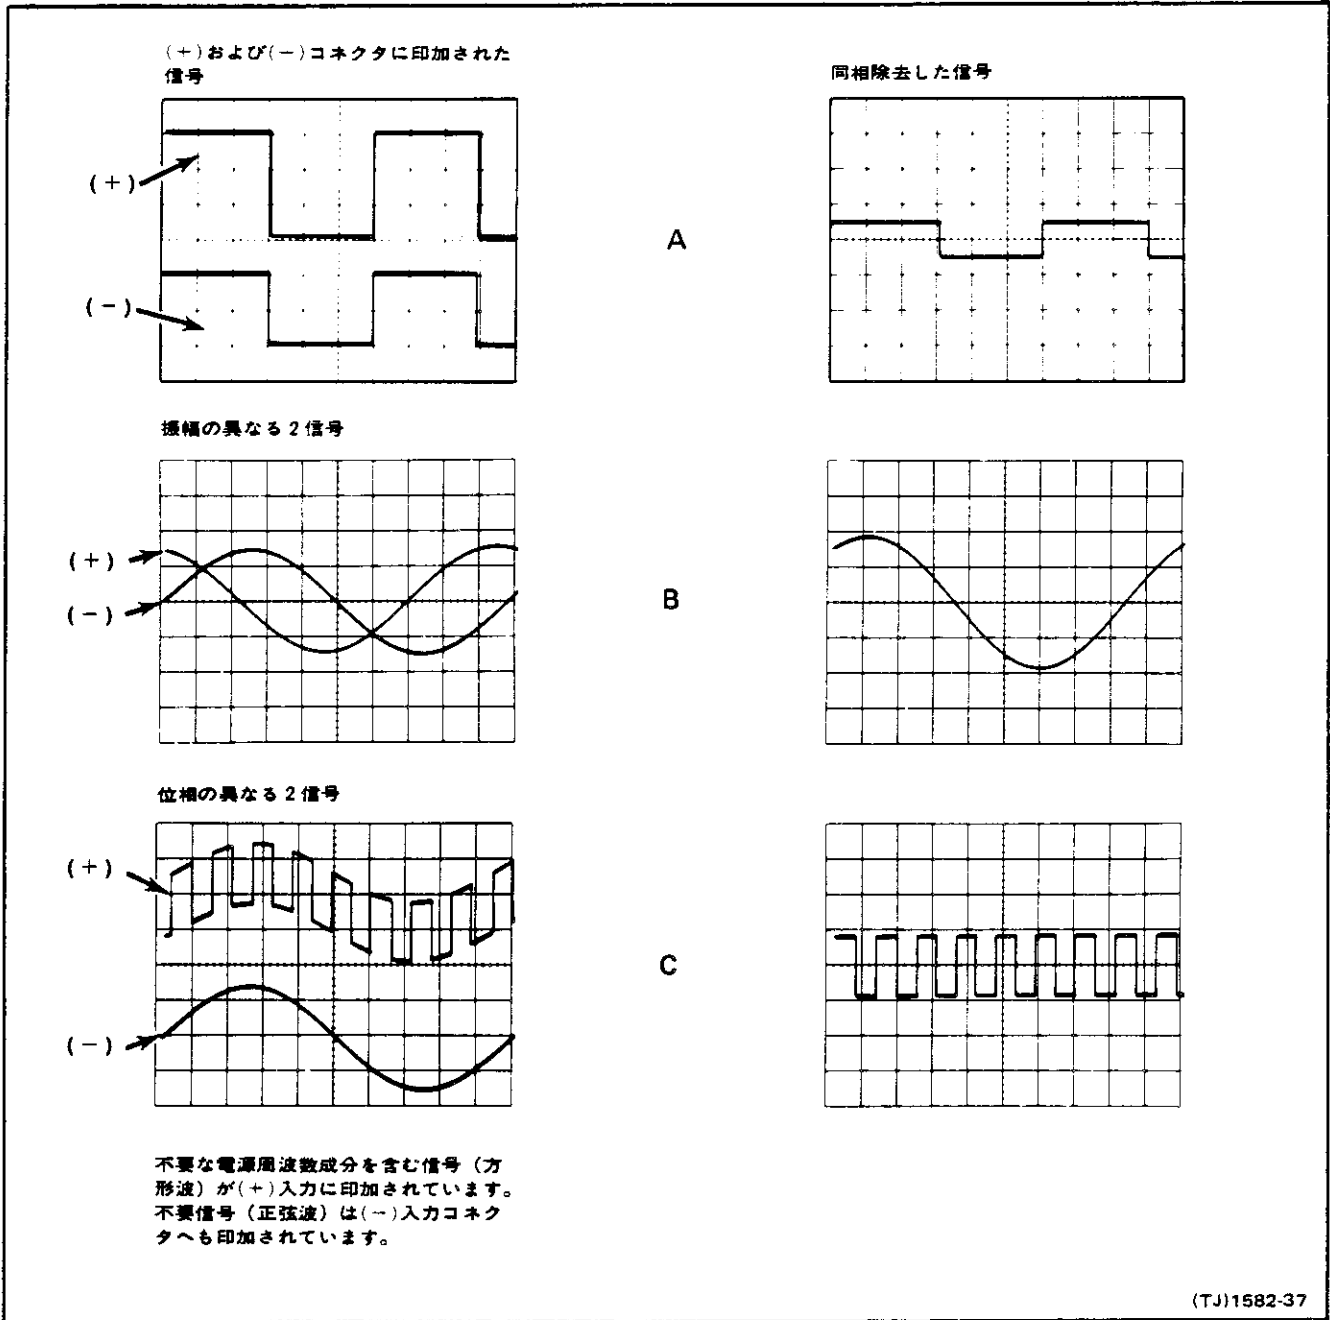 (+)および(-)コネクタに印加された
信号
同相除去した信号
(+)
(-)
A
振幅の異なる2信号
(+)
(-)
B
位相の異なる2信号
(+)
(-)
C
不要な電源周波数成分を含む信号(方
形波)が(+)入力に印加されています。
不要信号(正弦波)は(-)入力コネク
タへも印加されています。
(TJ)1582-37